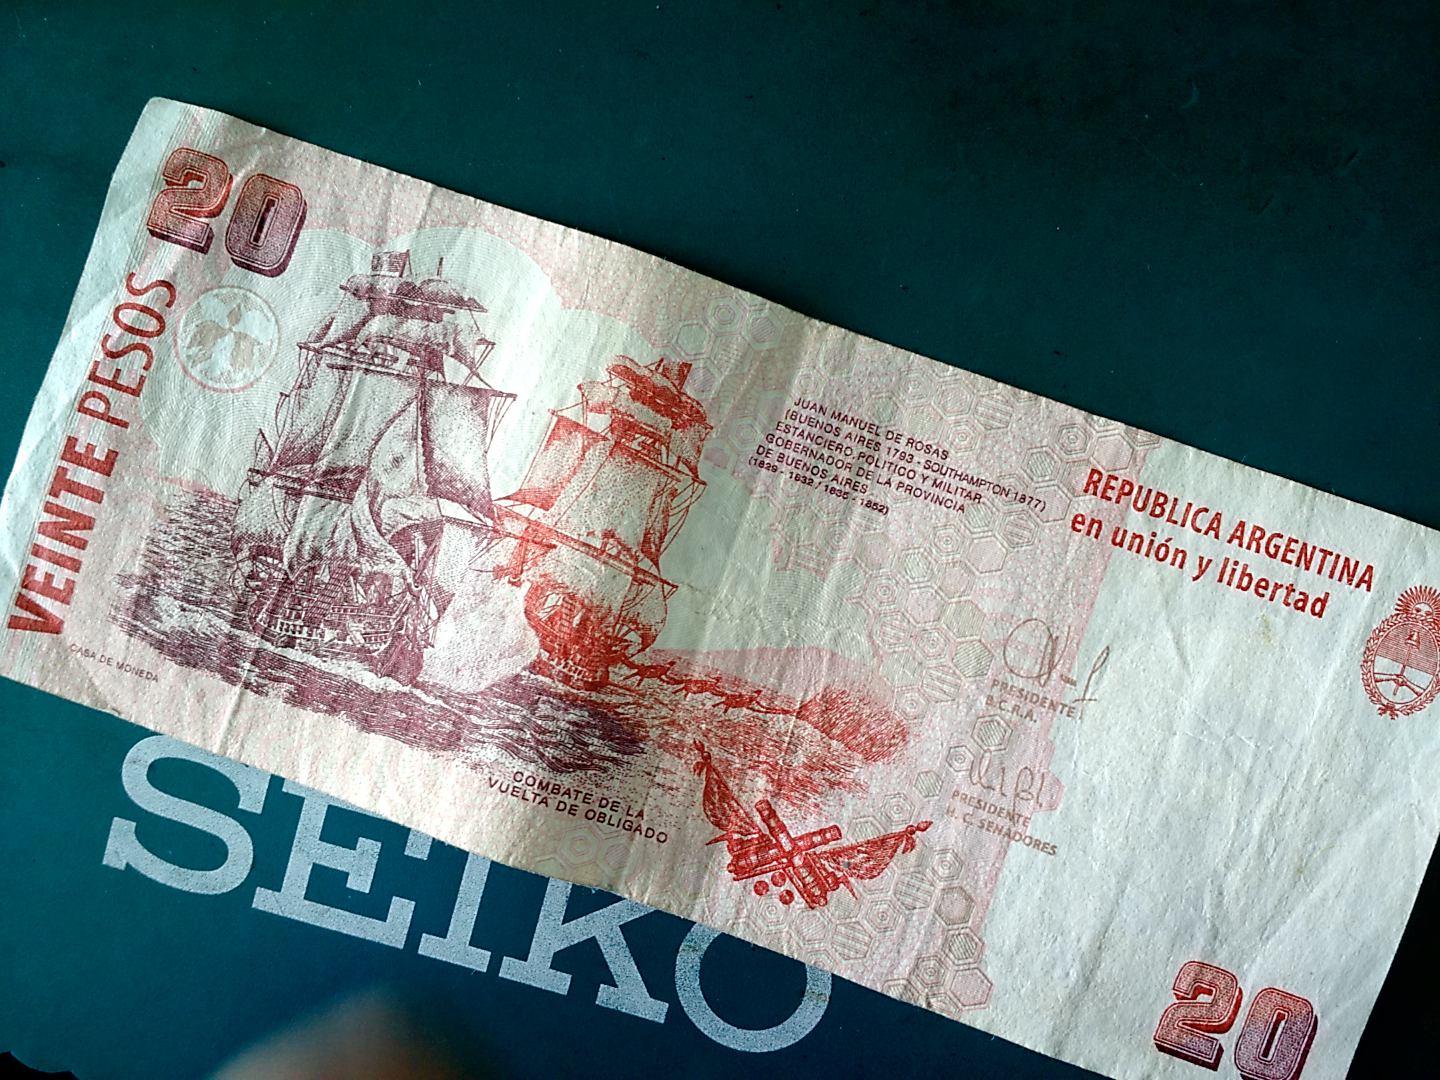 20
VEINTE PESOS
JUAN MANUEL DE ROSAS
(BUENOS AIRES 1793 - SOUTHAMPTON 1877)
ESTANCIERO, POLITICO Y MILITAR
GOBERNADOR DE LA PROVINCIA
DE BUENOS AIRES
(1829 - 1832 / 1835 - 1852)
REPUBLICA ARGENTINA
en unión y libertad
PRESIDENTE
B.C.R.A.
PRESIDENTE
H. C. SENADORES
CASA DE MONEDA
COMBATE DE LA
VUELTA DE OBLIGADO
20
SEIKO